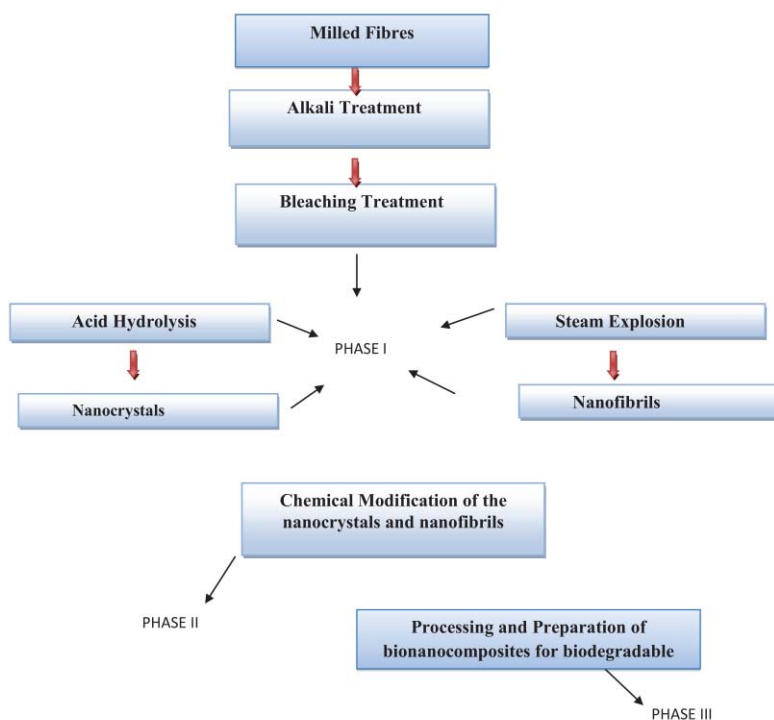 Milled Fibres
Alkali Treatment
Bleaching Treatment
Acid Hydrolysis
Steam Explosion
PHASE I
Nanocrystals
Nanofibrils
Chemical Modification of the
nanocrystals and nanofibrils
PHASE II
Processing and Preparation of
bionanocomposites for biodegradable
PHASE III